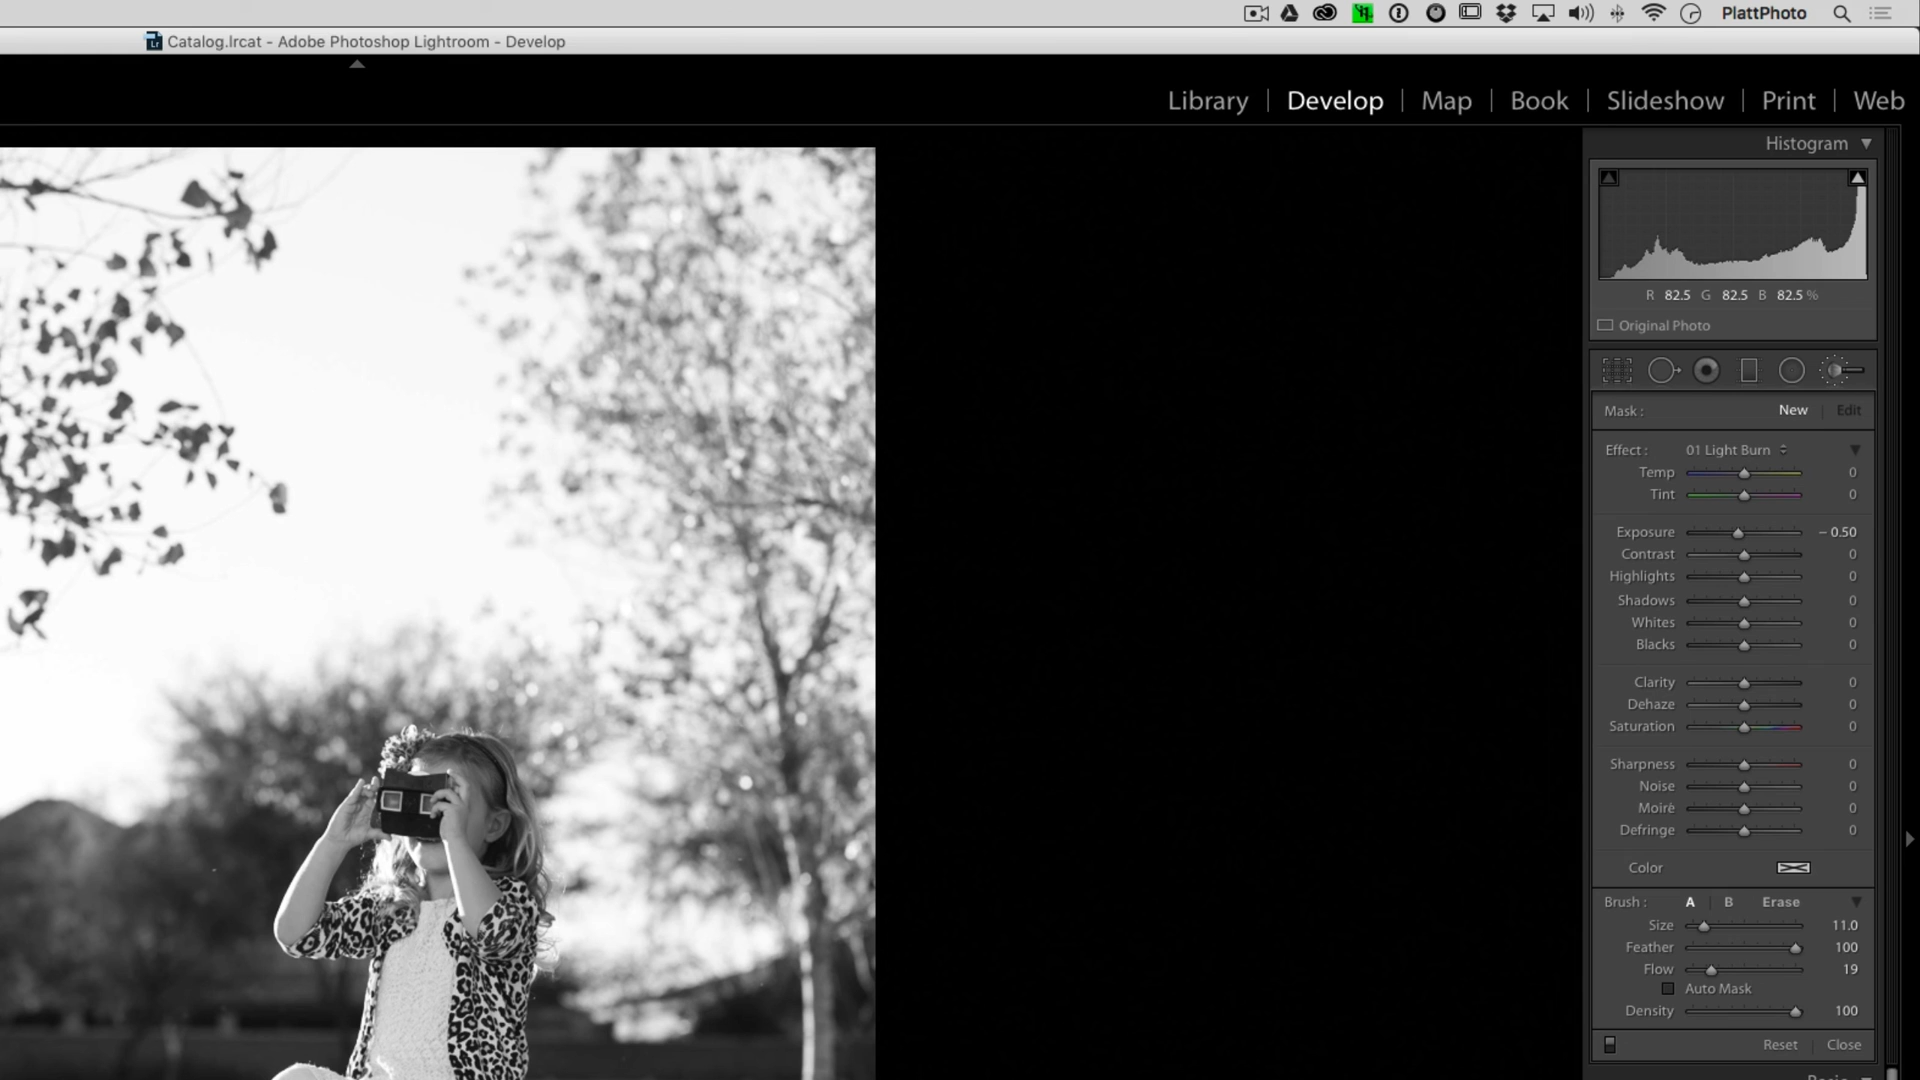 PlattPhoto
Catalog.lrcat - Adobe Photoshop Lightroom - Develop
Library | Develop | Map | Book | Slideshow | Print | Web
Histogram
R 82.5 G 82.5 B 82.5 %
Original Photo
Mask : New | Edit
Effect : 01 Light Burn
Temp 0
Tint 0
Exposure – 0.50
Contrast 0
Highlights 0
Shadows 0
Whites 0
Blacks 0
Clarity 0
Dehaze 0
Saturation 0
Sharpness 0
Noise 0
Moiré 0
Defringe 0
Color
Brush : A | B Erase
Size 11.0
Feather 100
Flow 19
Auto Mask
Density 100
Reset | Close